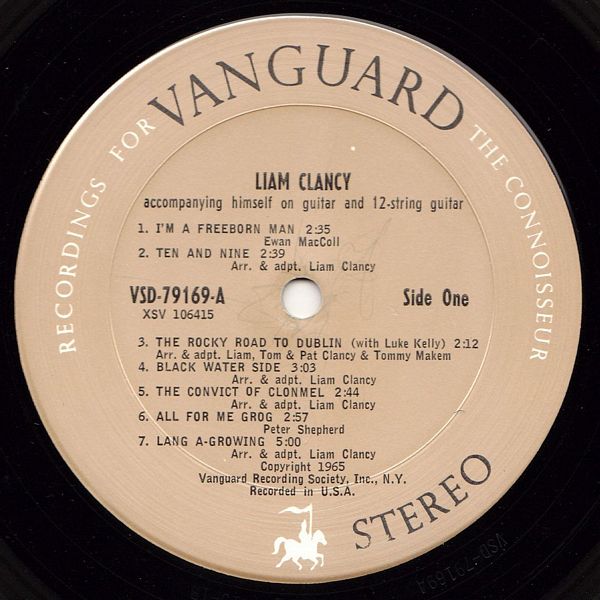 RECORDINGS FOR VANGUARD THE CONNOISSEUR
LIAM CLANCY
accompanying himself on guitar and 12-string guitar
1. I'M A FREEBORN MAN 2:35
Ewan MacColl
2. TEN AND NINE 2:39
Arr. & adpt. Liam Clancy
VSD-79169-A Side One
XSV 106415
3. THE ROCKY ROAD TO DUBLIN (with Luke Kelly) 2:12
Arr. & adpt. Liam, Tom & Pat Clancy & Tommy Makem
4. BLACK WATER SIDE 3:03
Arr. & adpt. Liam Clancy
5. THE CONVICT OF CLONMEL 2:44
Arr. & adpt. Liam Clancy
6. ALL FOR ME GROG 2:57
Peter Shepherd
7. LANG A-GROWING 5:00
Arr. & adpt. Liam Clancy
Copyright 1965
Vanguard Recording Society, Inc., N.Y.
Recorded in U.S.A.
STEREO